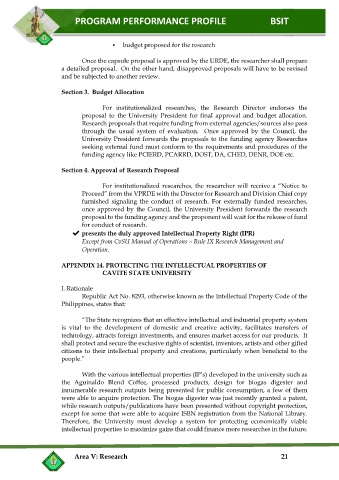 PROGRAM PERFORMANCE PROFILE BSIT
• budget proposed for the research
Once the capsule proposal is approved by the URDE, the researcher shall prepare
a detailed proposal. On the other hand, disapproved proposals will have to be revised
and be subjected to another review.
Section 3. Budget Allocation
For institutionalized researches, the Research Director endorses the
proposal to the University President for final approval and budget allocation.
Research proposals that require funding from external agencies/sources also pass
through the usual system of evaluation. Once approved by the Council, the
University President forwards the proposals to the funding agency Researches
seeking external fund must conform to the requirements and procedures of the
funding agency like PCIERD, PCARRD, DOST, DA, CHED, DENR, DOE etc.
Section 4. Approval of Research Proposal
For institutionalized researches, the researcher will receive a "Notice to
Proceed" from the VPRDE with the Director for Research and Division Chief copy
furnished signaling the conduct of research. For externally funded researches,
once approved by the Council, the University President forwards the research
proposal to the funding agency and the proponent will wait for the release of fund
for conduct of research.
✔ presents the duly approved Intellectual Property Right (IPR)
Except from CvSU Manual of Operations – Rule IX Research Management and
Operation.
APPENDIX 14. PROTECTING THE INTELLECTUAL PROPERTIES OF
CAVITE STATE UNIVERSITY
I. Rationale
Republic Act No. 8293, otherwise known as the Intellectual Property Code of the
Philippines, states that:
"The State recognizes that an effective intellectual and industrial property system
is vital to the development of domestic and creative activity, facilitates transfers of
technology, attracts foreign investments, and ensures market access for our products. It
shall protect and secure the exclusive rights of scientist, inventors, artists and other gifted
citizens to their intellectual property and creations, particularly when beneficial to the
people."
With the various intellectual properties (IP's) developed in the university such as
the Aguinaldo Blend Coffee, processed products, design for biogas digester and
innumerable research outputs being presented for public consumption, a few of them
were able to acquire protection. The biogas digester was just recently granted a patent,
while research outputs/publications have been presented without copyright protection,
except for some that were able to acquire ISBN registration from the National Library.
Therefore, the University must develop a system for protecting economically viable
intellectual properties to maximize gains that could finance more researches in the future.
Area V: Research 21